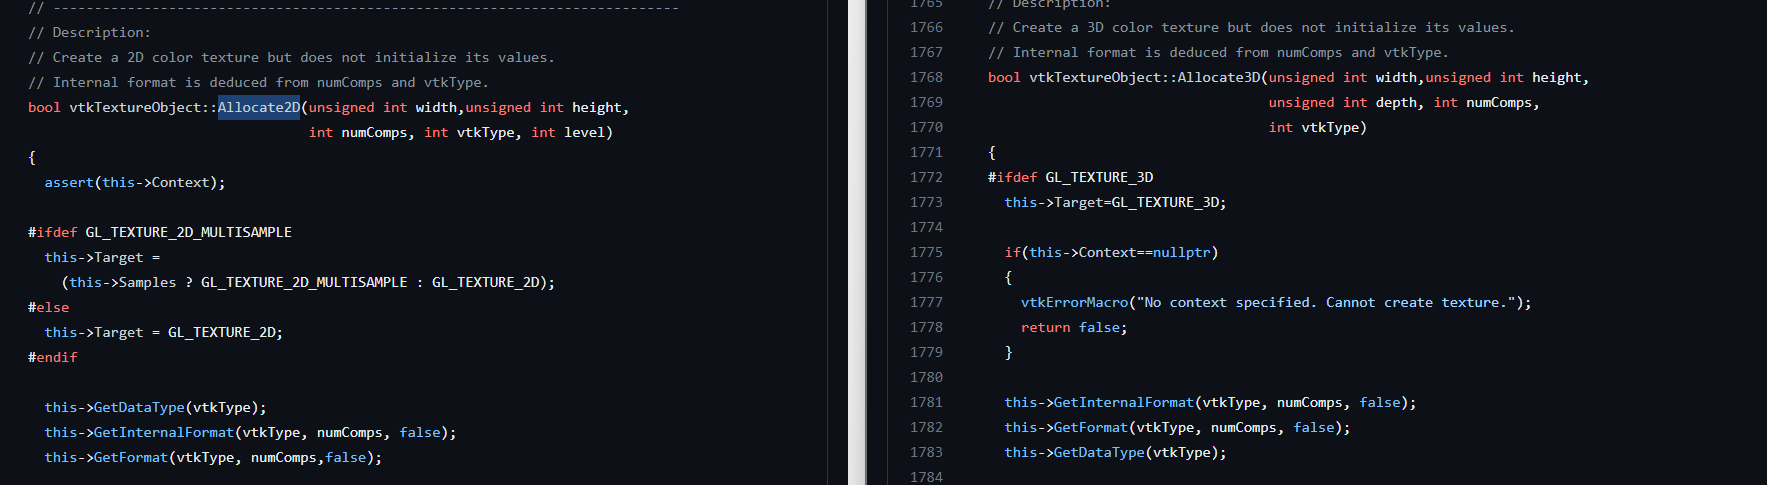 // ----------------------------------------------------------------------------
// Description:
// Create a 2D color texture but does not initialize its values.
// Internal format is deduced from numComps and vtkType.
bool vtkTextureObject::Allocate2D(unsigned int width,unsigned int height,
                                  int numComps, int vtkType, int level)
{
  assert(this->Context);
#ifdef GL_TEXTURE_2D_MULTISAMPLE
  this->Target =
    (this->Samples ? GL_TEXTURE_2D_MULTISAMPLE : GL_TEXTURE_2D);
#else
  this->Target = GL_TEXTURE_2D;
#endif
  this->GetDataType(vtkType);
  this->GetInternalFormat(vtkType, numComps, false);
  this->GetFormat(vtkType, numComps,false);
1765 // Description:
1766 // Create a 3D color texture but does not initialize its values.
1767 // Internal format is deduced from numComps and vtkType.
1768 bool vtkTextureObject::Allocate3D(unsigned int width,unsigned int height,
1769                                   unsigned int depth, int numComps,
1770                                   int vtkType)
1771 {
1772 #ifdef GL_TEXTURE_3D
1773   this->Target=GL_TEXTURE_3D;
1774
1775   if(this->Context==nullptr)
1776   {
1777     vtkErrorMacro("No context specified. Cannot create texture.");
1778     return false;
1779   }
1780
1781   this->GetInternalFormat(vtkType, numComps, false);
1782   this->GetFormat(vtkType, numComps, false);
1783   this->GetDataType(vtkType);
1784